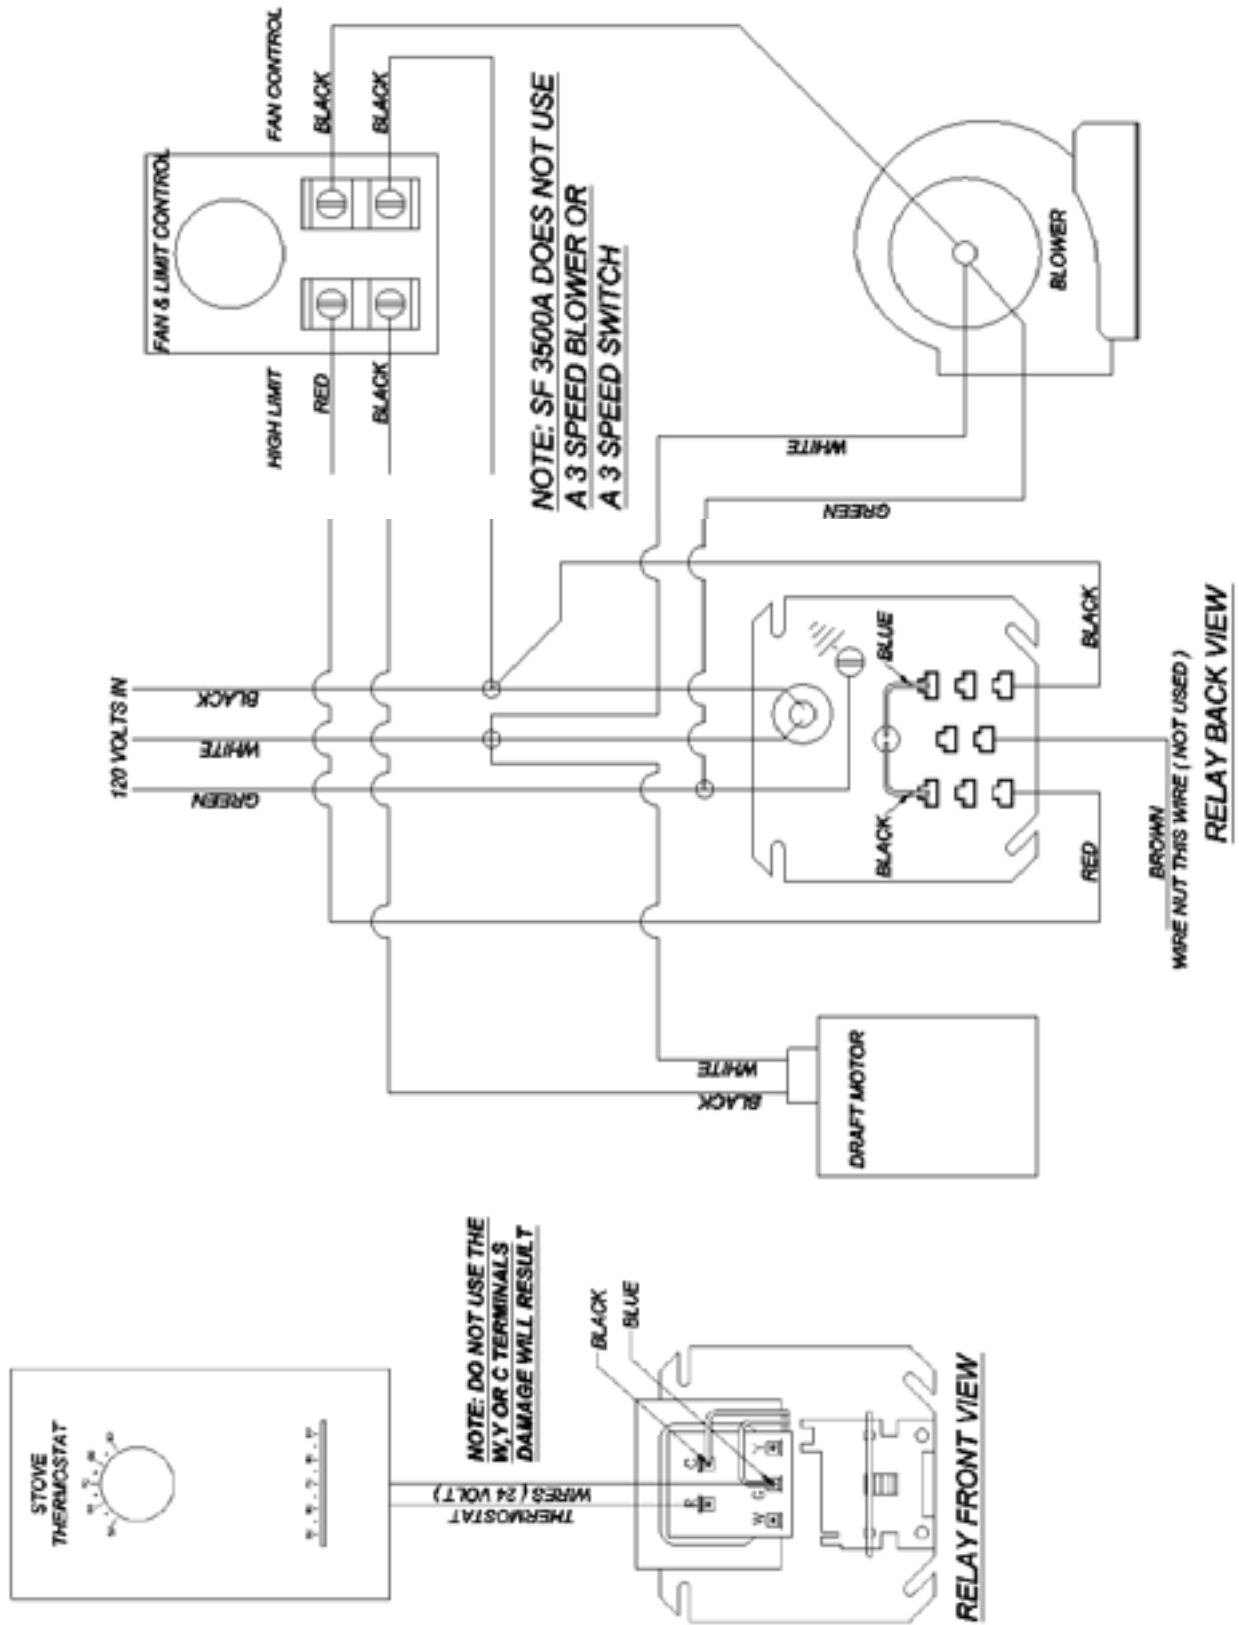 FAN CONTROL
BLACK
BLACK
FAN & LIMIT CONTROL
HIGH LIMIT
RED
BLACK
NOTE: SF 3500A DOES NOT USE
A 3 SPEED BLOWER OR
A 3 SPEED SWITCH
BLOWER
WHITE
GREEN
120 VOLTS IN
BLACK
WHITE
GREEN
BLUE
BLACK
BLACK
RED
BROWN
WIRE NUT THIS WIRE ( NOT USED )
RELAY BACK VIEW
WHITE
BLACK
DRAFT MOTOR
STOVE
THERMOSTAT
NOTE: DO NOT USE THE
W,Y OR C TERMINALS
DAMAGE WILL RESULT
THERMOSTAT
WIRES ( 24 VOLT )
BLACK
BLUE
C
R
Y
G
W
RELAY FRONT VIEW